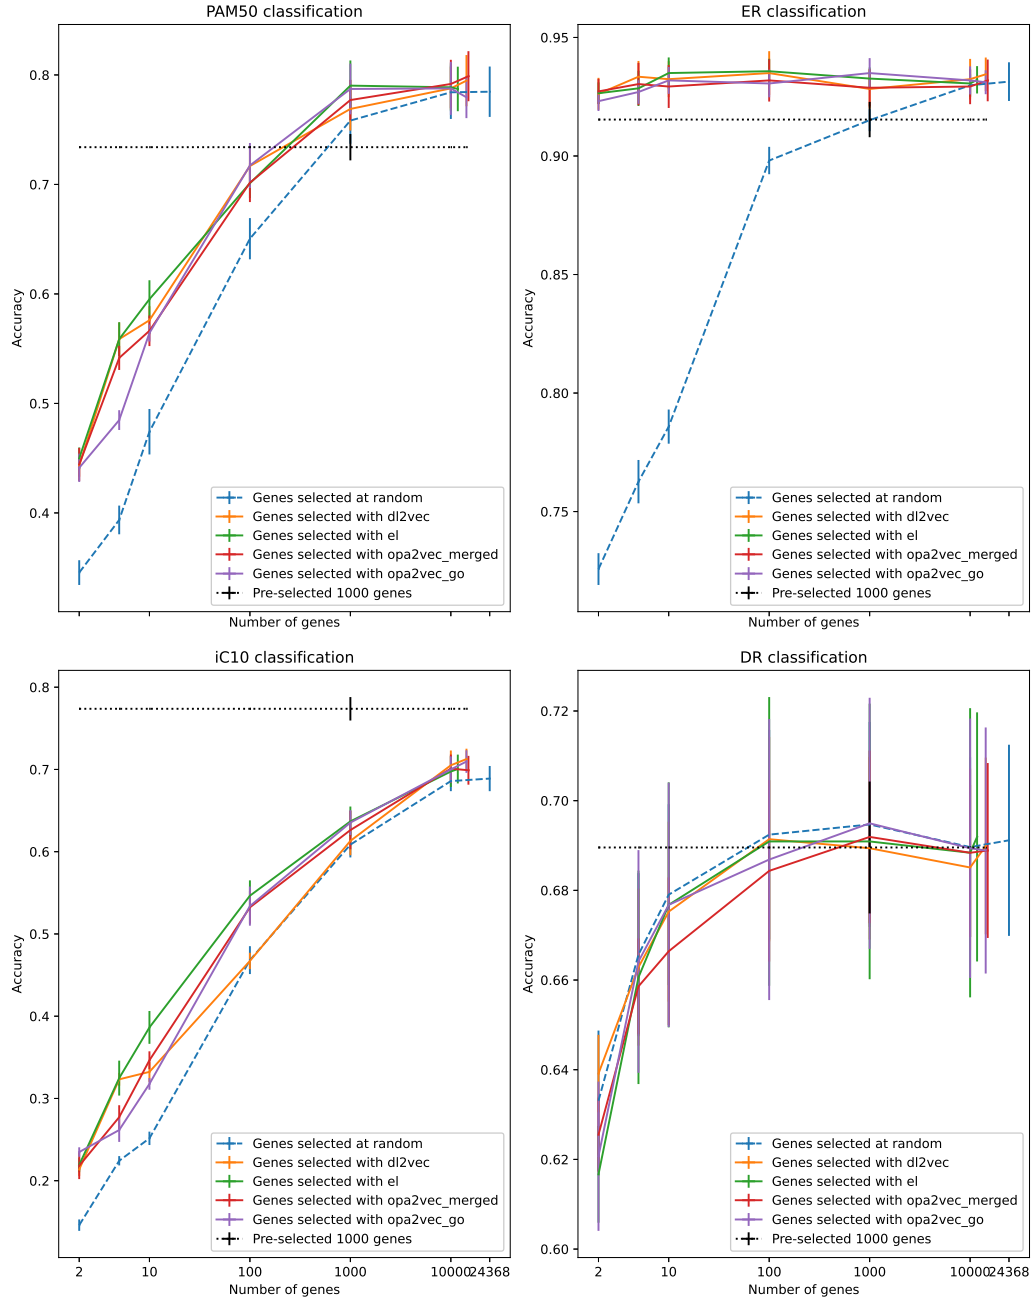 PAM50 classification
0.8
0.7
0.6
0.5
0.4
Accuracy
Genes selected at random
Genes selected with dl2vec
Genes selected with el
Genes selected with opa2vec_merged
Genes selected with opa2vec_go
Pre-selected 1000 genes
Number of genes
ER classification
0.95
0.90
0.85
0.80
0.75
Accuracy
Genes selected at random
Genes selected with dl2vec
Genes selected with el
Genes selected with opa2vec_merged
Genes selected with opa2vec_go
Pre-selected 1000 genes
Number of genes
iC10 classification
0.8
0.7
0.6
0.5
0.4
0.3
0.2
Accuracy
Genes selected at random
Genes selected with dl2vec
Genes selected with el
Genes selected with opa2vec_merged
Genes selected with opa2vec_go
Pre-selected 1000 genes
2 10 100 1000 10000 24368
Number of genes
DR classification
0.72
0.70
0.68
0.66
0.64
0.62
0.60
Accuracy
Genes selected at random
Genes selected with dl2vec
Genes selected with el
Genes selected with opa2vec_merged
Genes selected with opa2vec_go
Pre-selected 1000 genes
2 10 100 1000 10000 24368
Number of genes